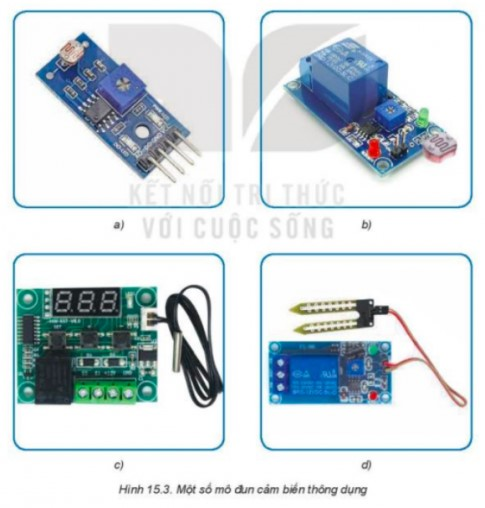 KẾT NỐI TRI THỨC
VỚI CUỘC SỐNG
a)
b)
c)
d)
Hình 15.3. Một số mô đun cảm biến thông dụng